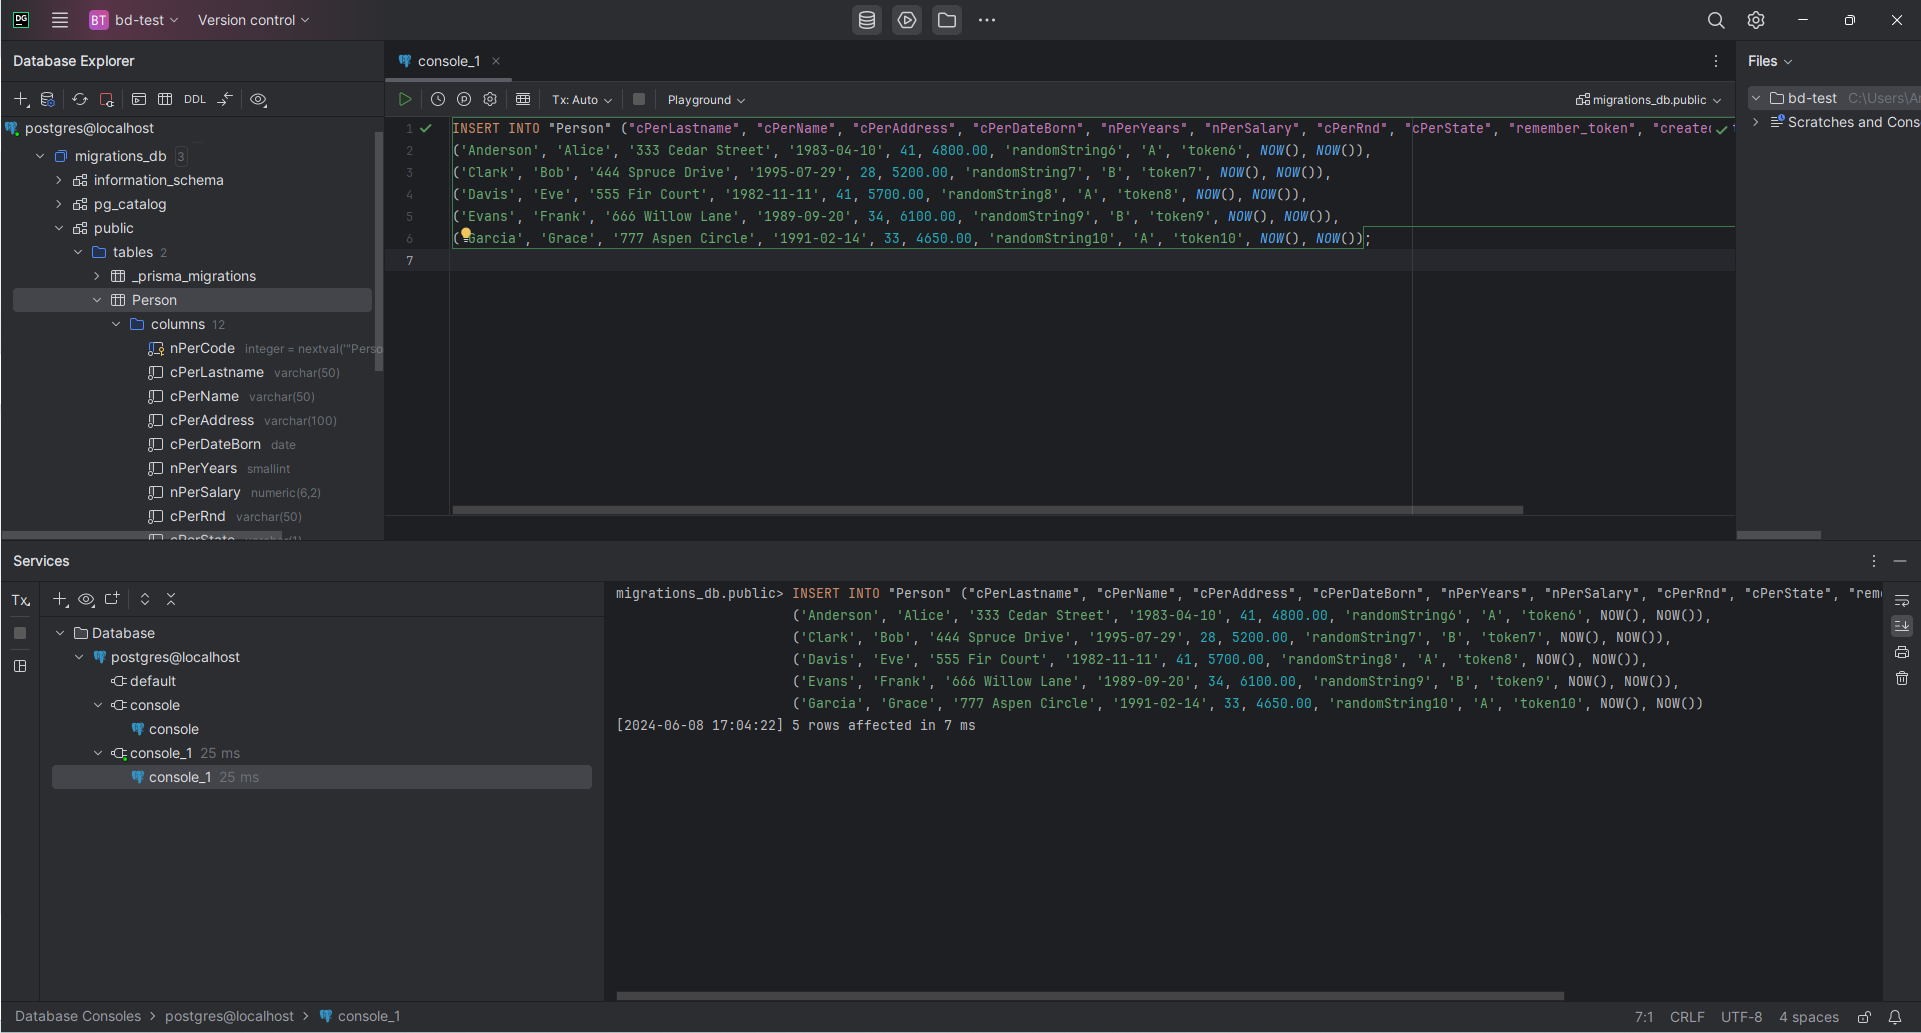 DG BT bd-test Version control
Database Explorer
DDL
postgres@localhost
migrations_db 3
information_schema
pg_catalog
public
tables 2
_prisma_migrations
Person
columns 12
nPerCode integer = nextval('"Perso
cPerLastname varchar(50)
cPerName varchar(50)
cPerAddress varchar(100)
cPerDateBorn date
nPerYears smallint
nPerSalary numeric(6,2)
cPerRnd varchar(50)
cPerState varchar(1)
console_1
Tx: Auto Playground migrations_db.public
1 INSERT INTO "Person" ("cPerLastname", "cPerName", "cPerAddress", "cPerDateBorn", "nPerYears", "nPerSalary", "cPerRnd", "cPerState", "remember_token", "created
2 ('Anderson', 'Alice', '333 Cedar Street', '1983-04-10', 41, 4800.00, 'randomString6', 'A', 'token6', NOW(), NOW()),
3 ('Clark', 'Bob', '444 Spruce Drive', '1995-07-29', 28, 5200.00, 'randomString7', 'B', 'token7', NOW(), NOW()),
4 ('Davis', 'Eve', '555 Fir Court', '1982-11-11', 41, 5700.00, 'randomString8', 'A', 'token8', NOW(), NOW()),
5 ('Evans', 'Frank', '666 Willow Lane', '1989-09-20', 34, 6100.00, 'randomString9', 'B', 'token9', NOW(), NOW()),
6 ('Garcia', 'Grace', '777 Aspen Circle', '1991-02-14', 33, 4650.00, 'randomString10', 'A', 'token10', NOW(), NOW());
7
Files
bd-test C:\Users\A
Scratches and Cons
Services
Tx
Database
postgres@localhost
default
console
console
console_1 25 ms
console_1 25 ms
migrations_db.public> INSERT INTO "Person" ("cPerLastname", "cPerName", "cPerAddress", "cPerDateBorn", "nPerYears", "nPerSalary", "cPerRnd", "cPerState", "rem
('Anderson', 'Alice', '333 Cedar Street', '1983-04-10', 41, 4800.00, 'randomString6', 'A', 'token6', NOW(), NOW()),
('Clark', 'Bob', '444 Spruce Drive', '1995-07-29', 28, 5200.00, 'randomString7', 'B', 'token7', NOW(), NOW()),
('Davis', 'Eve', '555 Fir Court', '1982-11-11', 41, 5700.00, 'randomString8', 'A', 'token8', NOW(), NOW()),
('Evans', 'Frank', '666 Willow Lane', '1989-09-20', 34, 6100.00, 'randomString9', 'B', 'token9', NOW(), NOW()),
('Garcia', 'Grace', '777 Aspen Circle', '1991-02-14', 33, 4650.00, 'randomString10', 'A', 'token10', NOW(), NOW())
[2024-06-08 17:04:22] 5 rows affected in 7 ms
Database Consoles > postgres@localhost > console_1
7:1 CRLF UTF-8 4 spaces